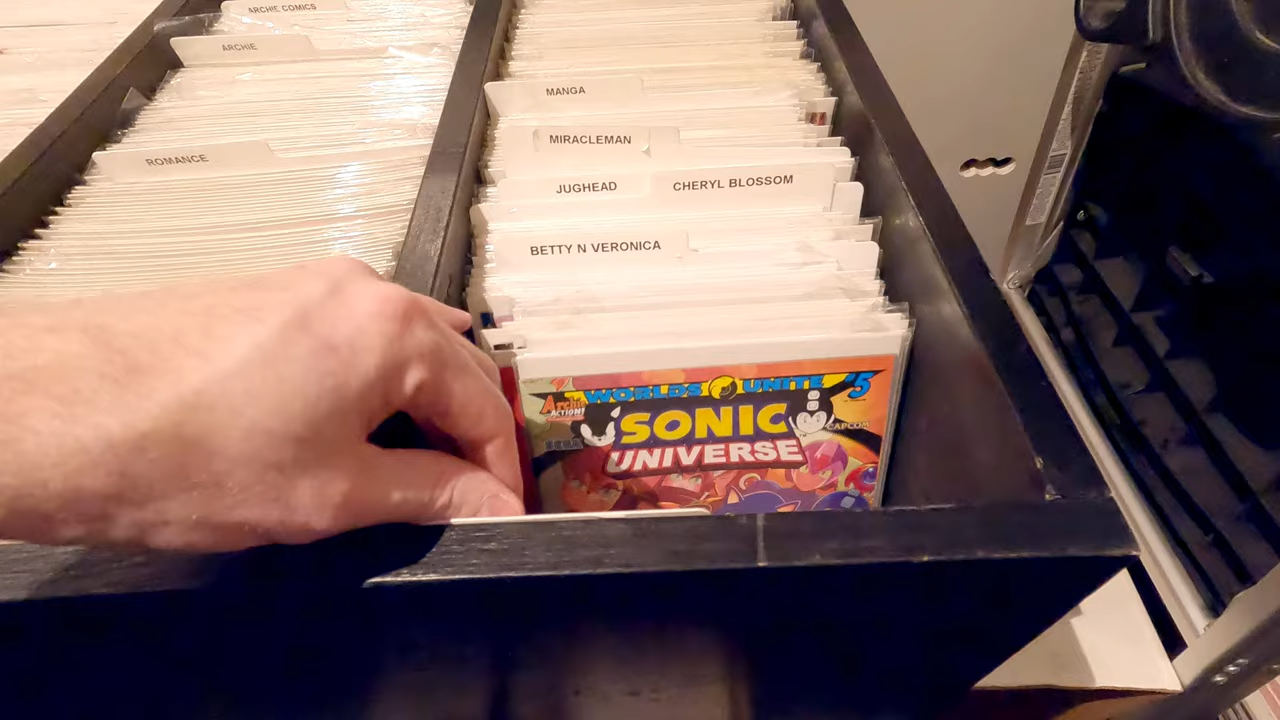 ARCHIE COMICS
ARCHIE
ROMANCE
MANGA
MIRACLEMAN
JUGHEAD
CHERYL BLOSSOM
BETTY N VERONICA
WORLDS UNITE 5
Archie
ACTION!
SONIC
UNIVERSE
SEGA
CAPCOM